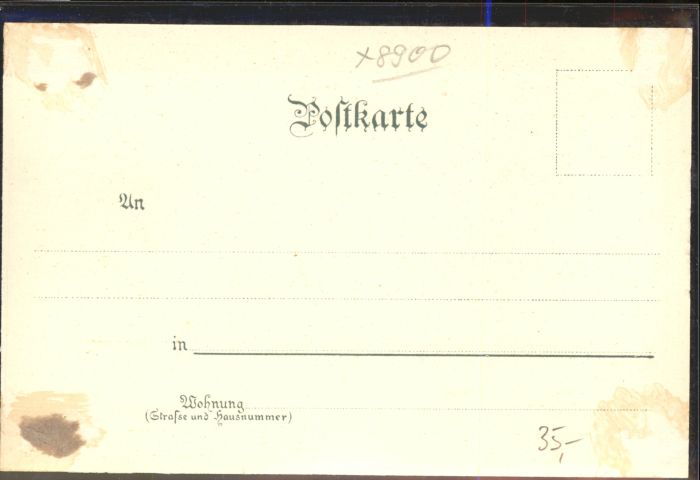 x8900
Postkarte
An
in
Wohnung
(Strasse und Hausnummer)
35,-